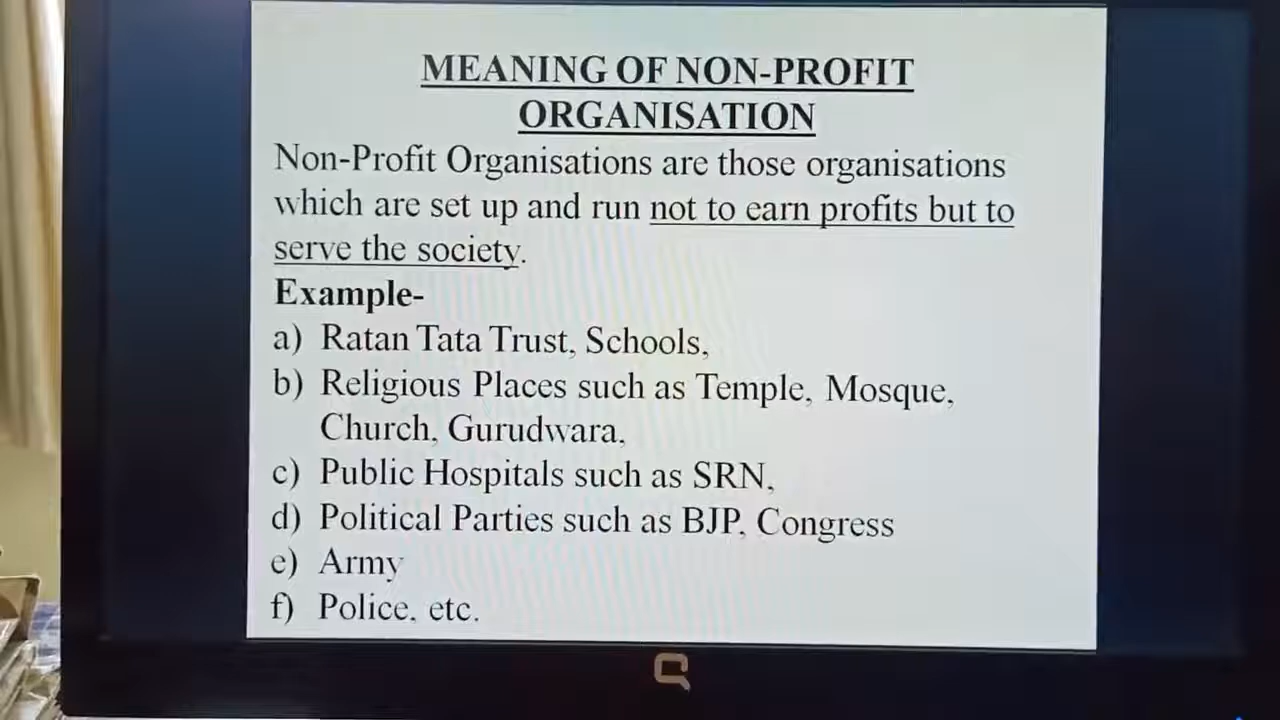 MEANING OF NON-PROFIT
ORGANISATION
Non-Profit Organisations are those organisations
which are set up and run not to earn profits but to
serve the society.
Example-
a) Ratan Tata Trust, Schools,
b) Religious Places such as Temple, Mosque,
Church, Gurudwara,
c) Public Hospitals such as SRN,
d) Political Parties such as BJP, Congress
e) Army
f) Police, etc.